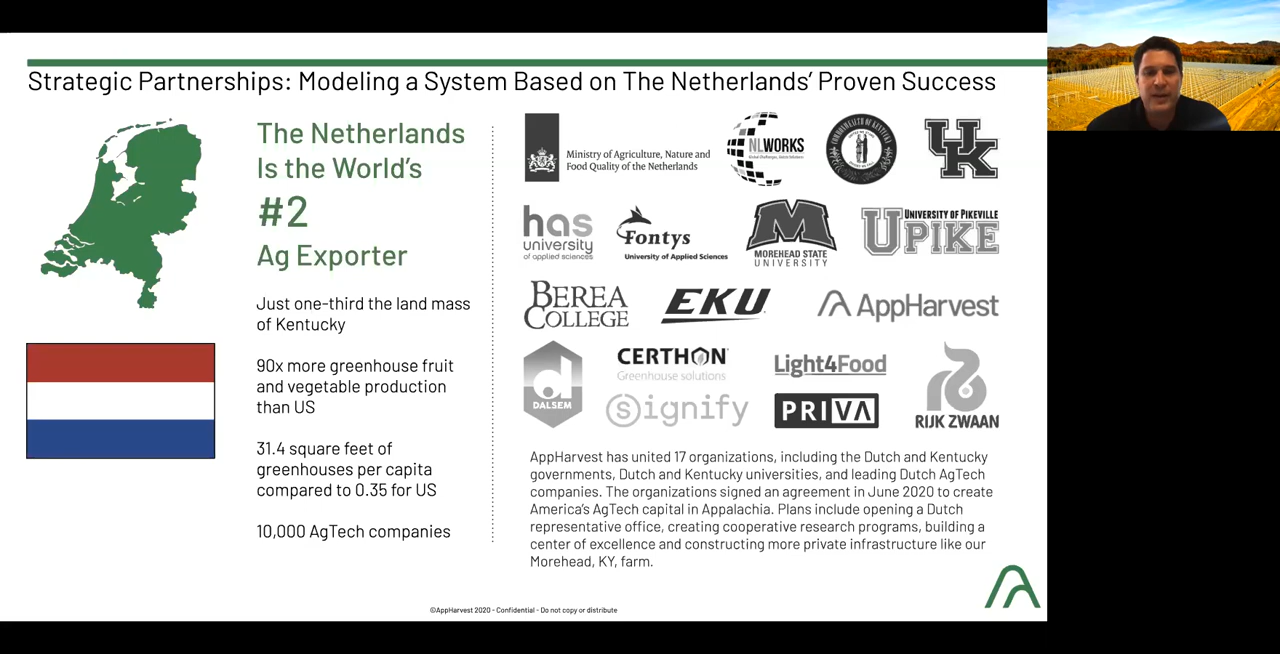 Strategic Partnerships: Modeling a System Based on The Netherlands' Proven Success
The Netherlands
Is the World's
#2
Ag Exporter
Just one-third the land mass
of Kentucky
90x more greenhouse fruit
and vegetable production
than US
31.4 square feet of
greenhouses per capita
compared to 0.35 for US
10,000 AgTech companies
Ministry of Agriculture, Nature and
Food Quality of the Netherlands
NLWORKS
UK
has
university
of applied sciences
Fontys
University of Applied Sciences
M
MOREHEAD STATE
UNIVERSITY
UNIVERSITY OF PIKEVILLE
UPIKE
BEREA
COLLEGE
EKU
AppHarvest
d
DALSEM
CERTHON
Greenhouse solutions
Light4Food
Signify
PRIVA
RIJK ZWAAN
AppHarvest has united 17 organizations, including the Dutch and Kentucky
governments, Dutch and Kentucky universities, and leading Dutch AgTech
companies. The organizations signed an agreement in June 2020 to create
America's AgTech capital in Appalachia. Plans include opening a Dutch
representative office, creating cooperative research programs, building a
center of excellence and constructing more private infrastructure like our
Morehead, KY, farm.
©AppHarvest 2020 - Confidential - Do not copy or distribute